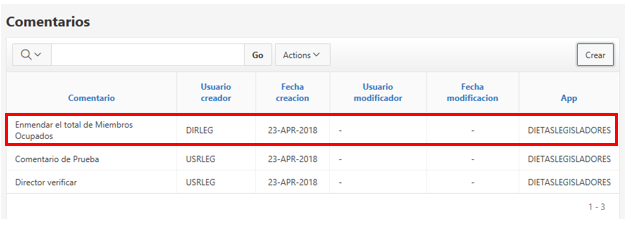 Comentarios
Go Actions Crear
Comentario Usuario creador Fecha creacion Usuario modificador Fecha modificacion App
Enmendar el total de Miembros Ocupados DIRLEG 23-APR-2018 - - DIETASLEGISLADORES
Comentario de Prueba USRLEG 23-APR-2018 - - DIETASLEGISLADORES
Director verificar USRLEG 23-APR-2018 - - DIETASLEGISLADORES
1 - 3